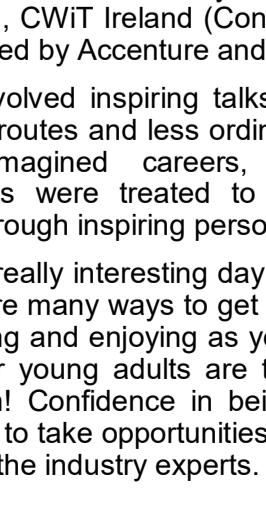 , CWiT Ireland (Con
ed by Accenture and
volved inspiring talks
routes and less ordin
magined careers,
s were treated to
rough inspiring perso
really interesting day
re many ways to get
ng and enjoying as yo
r young adults are t
! Confidence in bei
to take opportunities
the industry experts.